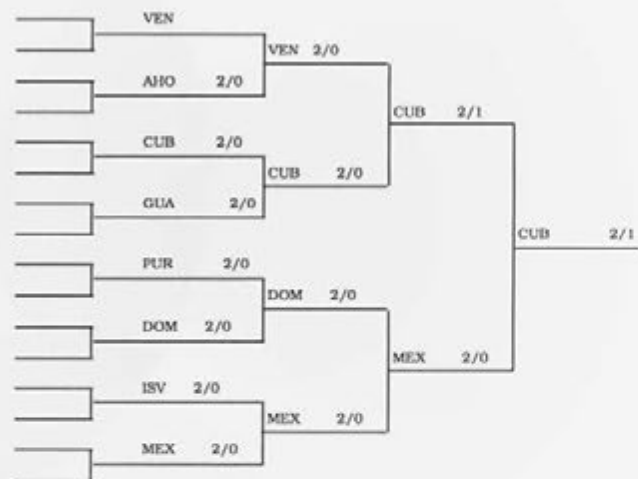 VEN
VEN 2/0
AHO 2/0
CUB 2/1
CUB 2/0
CUB 2/0
GUA 2/0
CUB 2/1
PUR 2/0
DOM 2/0
DOM 2/0
MEX 2/0
ISV 2/0
MEX 2/0
MEX 2/0